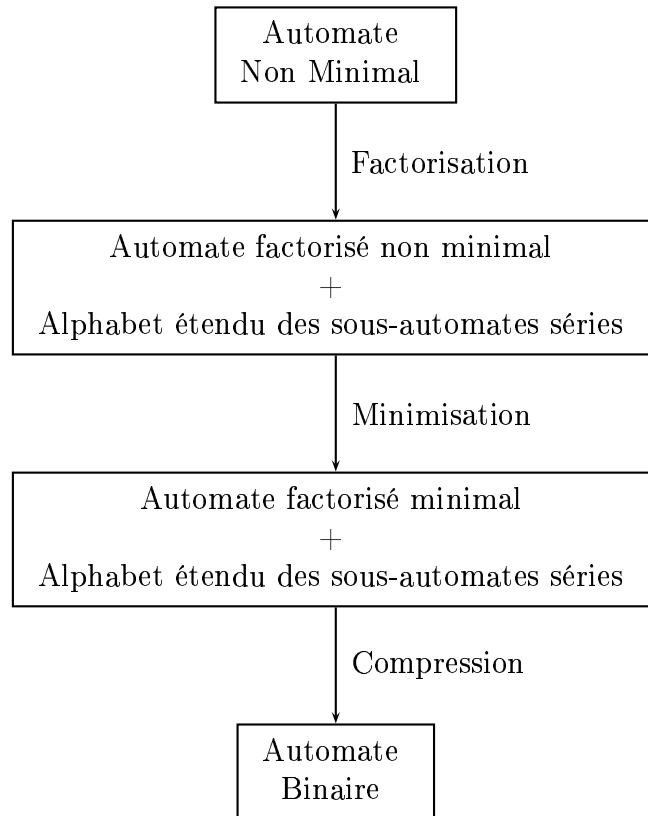 Automate
Non Minimal
Factorisation
Automate factorisé non minimal
+
Alphabet étendu des sous-automates séries
Minimisation
Automate factorisé minimal
+
Alphabet étendu des sous-automates séries
Compression
Automate
Binaire